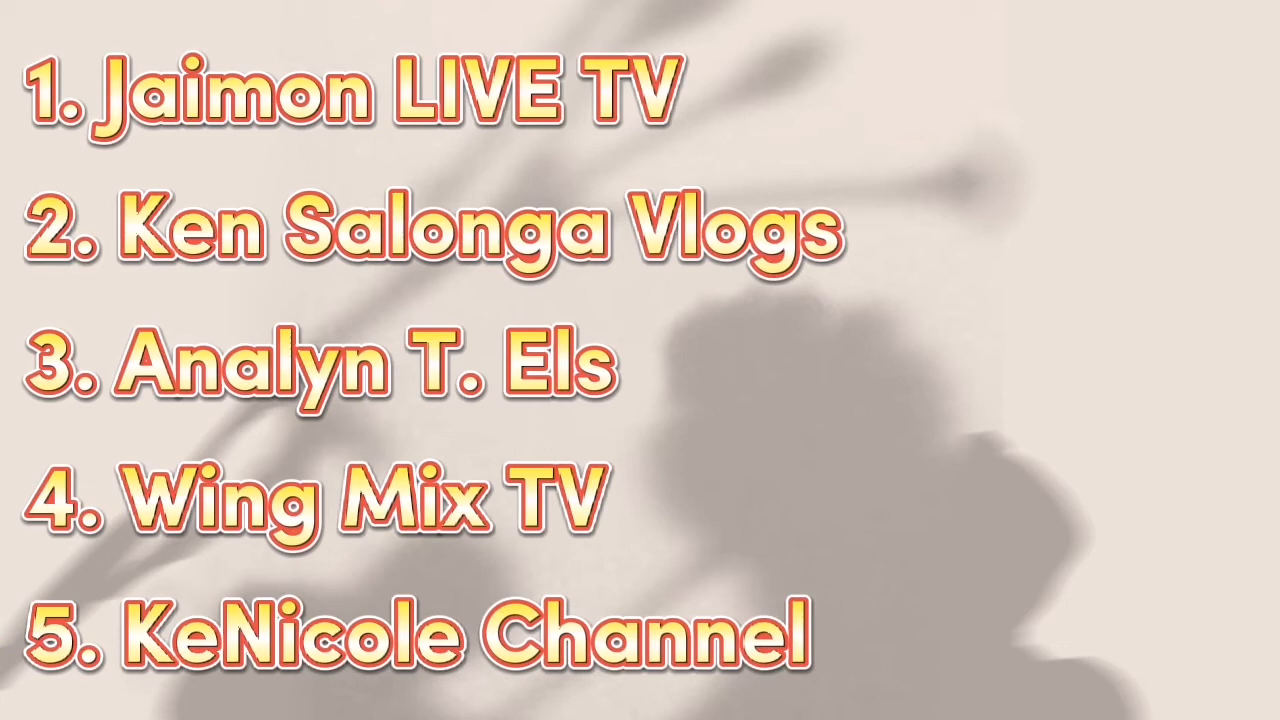 1. Jaimon LIVE TV
2. Ken Salonga Vlogs
3. Analyn T. Els
4. Wing Mix TV
5. KeNicole Channel